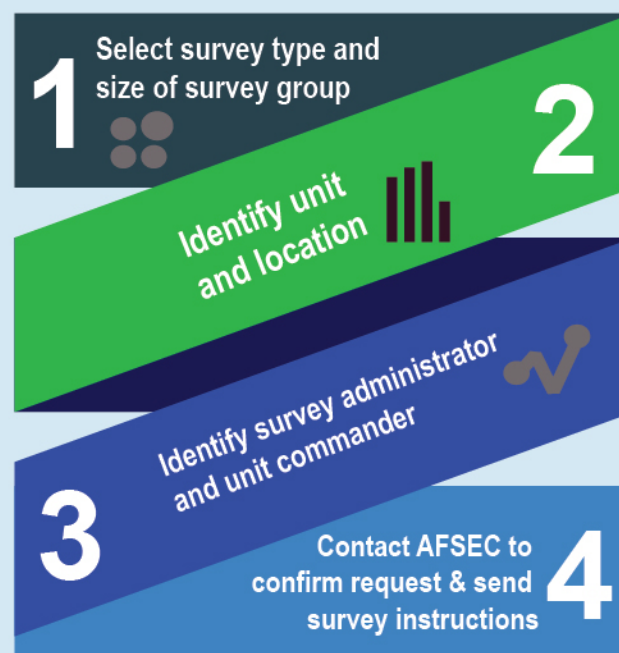 1
Select survey type and
size of survey group
2
Identify unit
and location
3
Identify survey administrator
and unit commander
4
Contact AFSEC to
confirm request & send
survey instructions